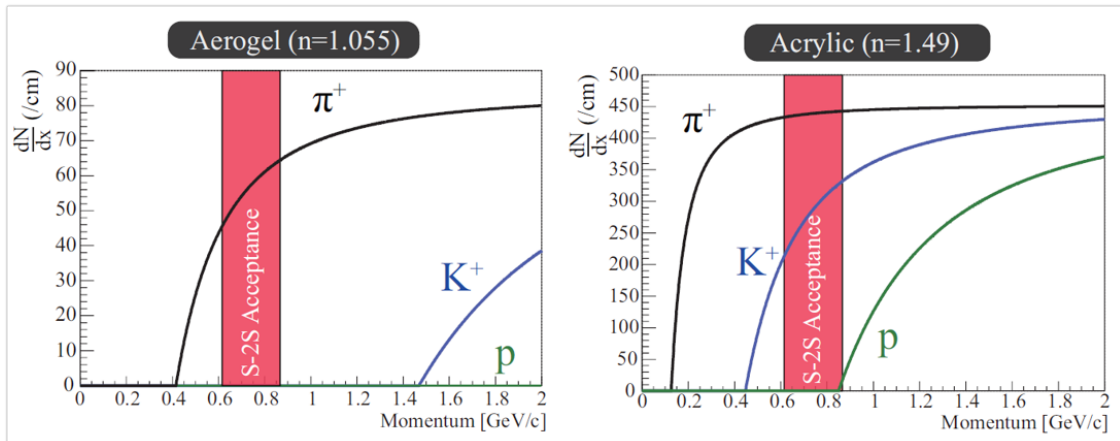 Aerogel (n=1.055)
dN/dx (/cm)
90
80
70
60
50
40
30
20
10
0
π⁺
K⁺
p
S-2S Acceptance
0 0.2 0.4 0.6 0.8 1 1.2 1.4 1.6 1.8 2
Momentum [GeV/c]
Acrylic (n=1.49)
dN/dx (/cm)
500
450
400
350
300
250
200
150
100
50
0
π⁺
K⁺
p
S-2S Acceptance
0 0.2 0.4 0.6 0.8 1 1.2 1.4 1.6 1.8 2
Momentum [GeV/c]